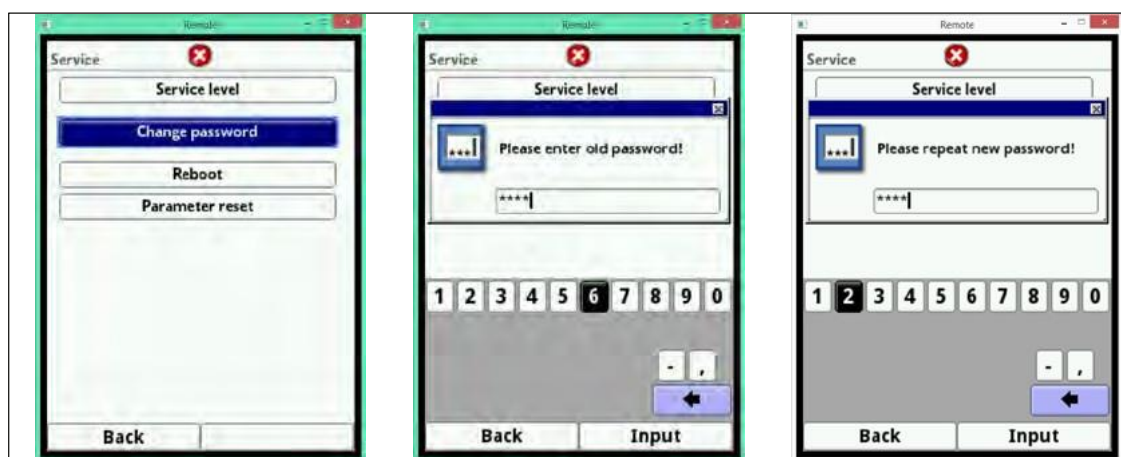 Remote
Service
Service level
Change password
Reboot
Parameter reset
Back
Remote
Service
Service level
...|
Please enter old password!
****
1 2 3 4 5 6 7 8 9 0
- ,
Back Input
Remote
Service
Service level
...|
Please repeat new password!
****
1 2 3 4 5 6 7 8 9 0
- ,
Back Input